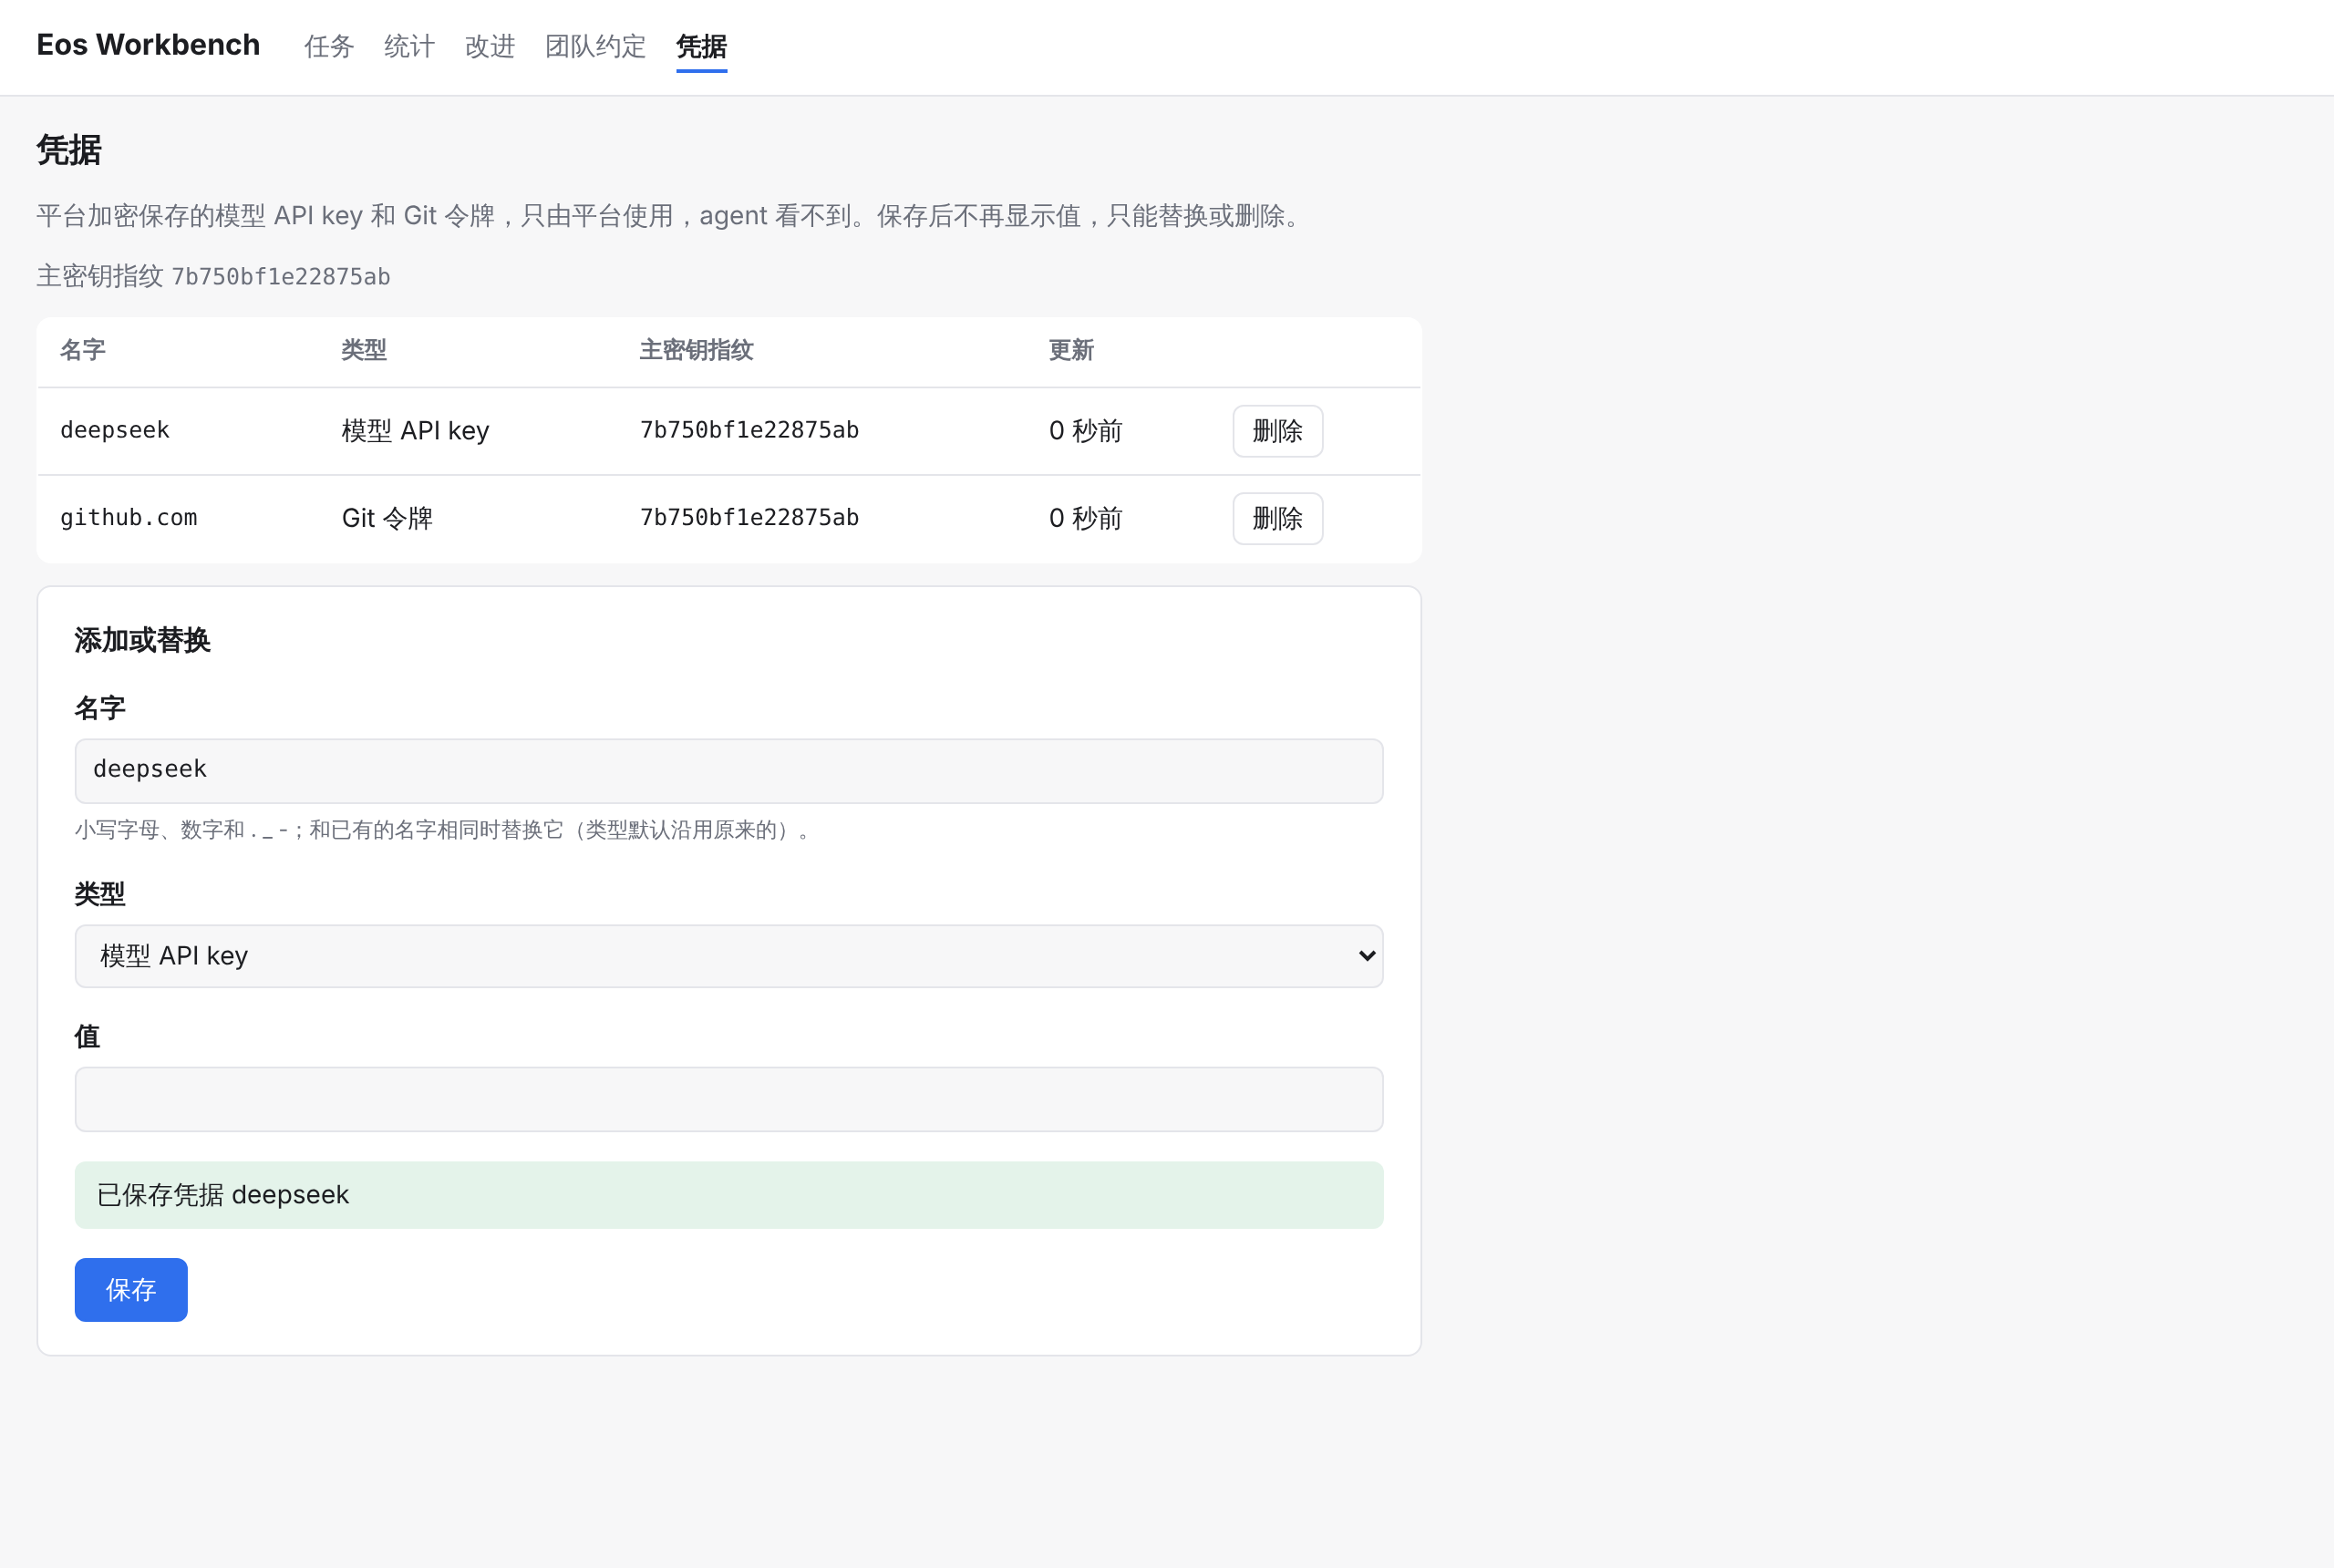 Eos Workbench 任务 统计 改进 团队约定 凭据
凭据
平台加密保存的模型 API key 和 Git 令牌，只由平台使用，agent 看不到。保存后不再显示值，只能替换或删除。
主密钥指纹 7b750bf1e22875ab
名字 类型 主密钥指纹 更新
deepseek 模型 API key 7b750bf1e22875ab 0 秒前 删除
github.com Git 令牌 7b750bf1e22875ab 0 秒前 删除
添加或替换
名字
deepseek
小写字母、数字和 . _ -；和已有的名字相同时替换它（类型默认沿用原来的）。
类型
模型 API key
值
已保存凭据 deepseek
保存